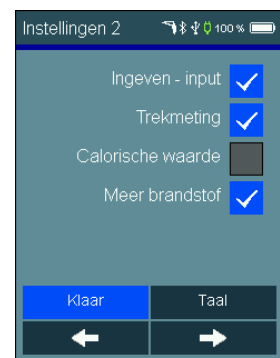 Instellingen 2 100 %
Ingeven - input
Trekmeting
Calorische waarde
Meer brandstof
Klaar Taal